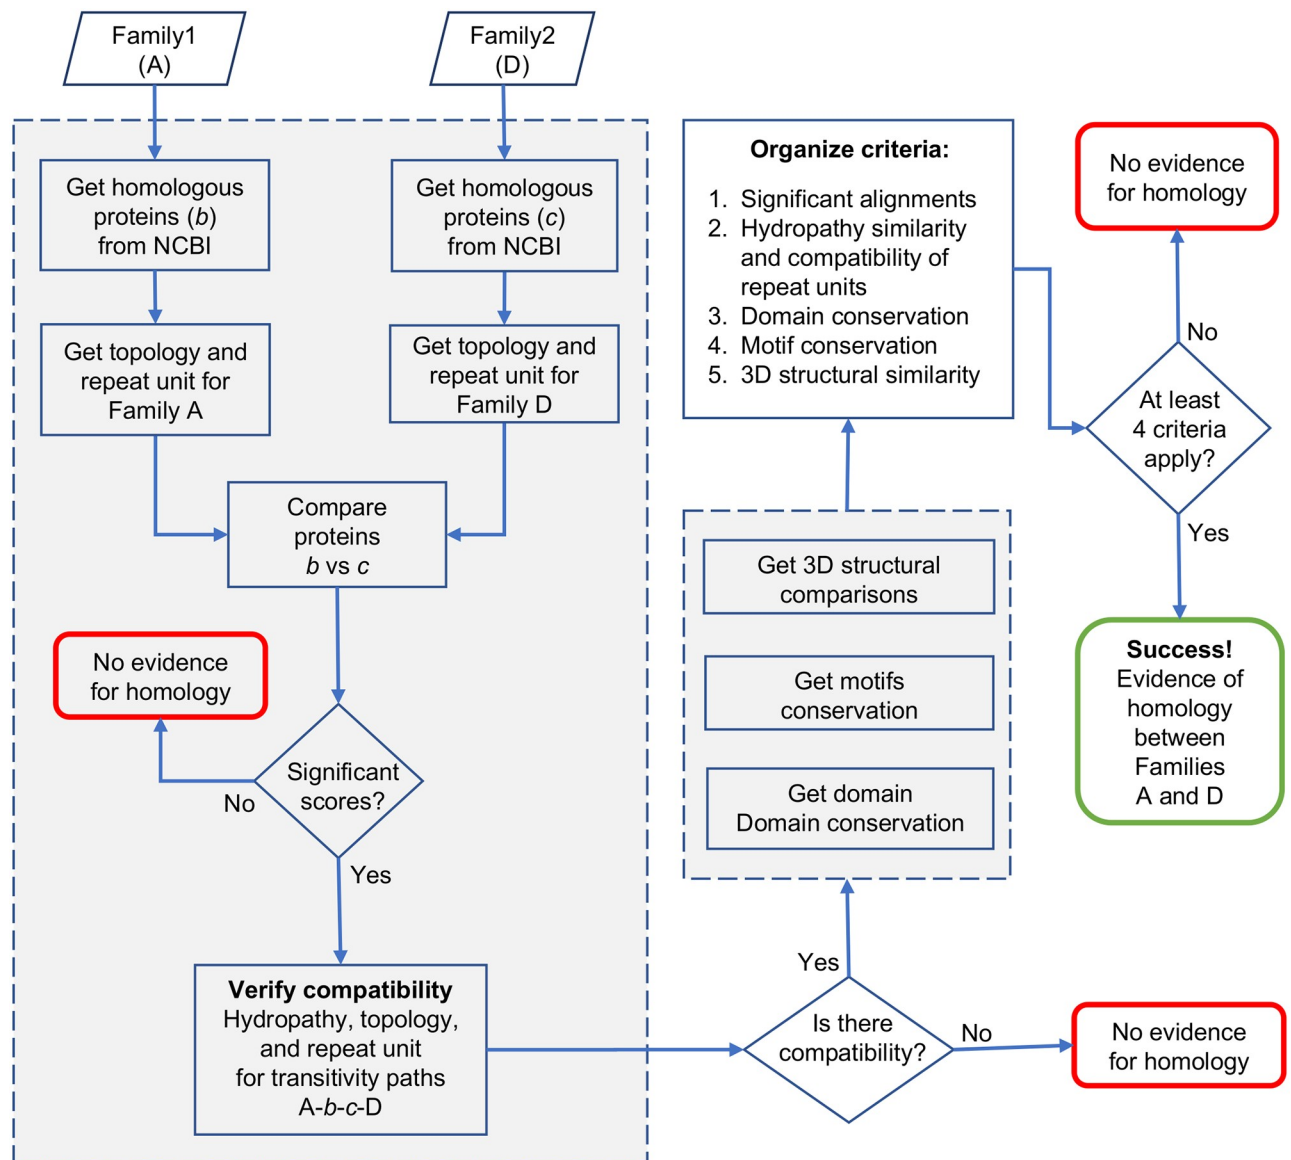 Family1
(A)
Family2
(D)
Get homologous
proteins (b)
from NCBI
Get homologous
proteins (c)
from NCBI
Get topology and
repeat unit for
Family A
Get topology and
repeat unit for
Family D
Compare
proteins
b vs c
No evidence
for homology
Significant
scores?
No
Yes
Verify compatibility
Hydropathy, topology,
and repeat unit
for transitivity paths
A-b-c-D
Is there
compatibility?
No
No evidence
for homology
Yes
Get domain
Domain conservation
Get motifs
conservation
Get 3D structural
comparisons
Organize criteria:
1. Significant alignments
2. Hydropathy similarity
and compatibility of
repeat units
3. Domain conservation
4. Motif conservation
5. 3D structural similarity
At least
4 criteria
apply?
No
No evidence
for homology
Yes
Success!
Evidence of
homology
between
Families
A and D